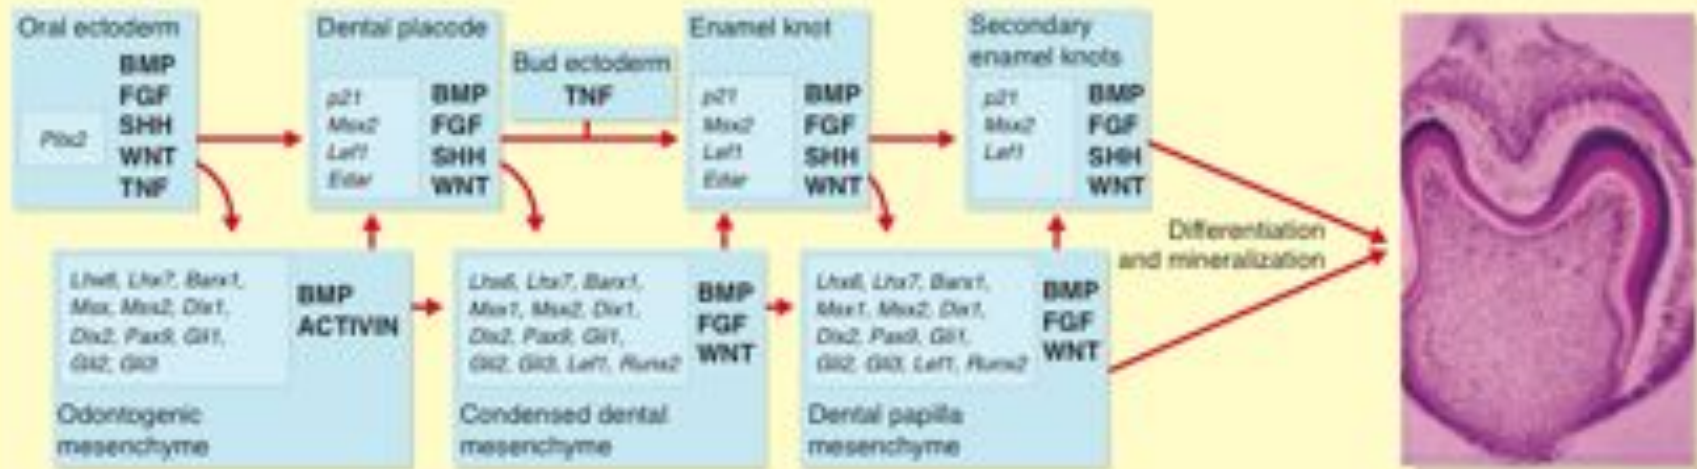 Oral ectoderm
BMP
FGF
SHH
Pitx2
WNT
TNF
Dental placode
p21
Msx2
Lef1
Edar
BMP
FGF
SHH
WNT
Bud ectoderm
TNF
Enamel knot
p21
Msx2
Lef1
Edar
BMP
FGF
SHH
WNT
Secondary
enamel knots
p21
Msx2
Lef1
BMP
FGF
SHH
WNT
Differentiation
and mineralization
Lhx6, Lhx7, Barx1,
Msx, Msx2, Dlx1,
Dlx2, Pax9, Gli1,
Gli2, Gli3
BMP
ACTIVIN
Odontogenic
mesenchyme
Lhx6, Lhx7, Barx1,
Msx1, Msx2, Dlx1,
Dlx2, Pax9, Gli1,
Gli2, Gli3, Lef1, Runx2
BMP
FGF
WNT
Condensed dental
mesenchyme
Lhx6, Lhx7, Barx1,
Msx1, Msx2, Dlx1,
Dlx2, Pax9, Gli1,
Gli2, Gli3, Lef1, Runx2
BMP
FGF
WNT
Dental papilla
mesenchyme